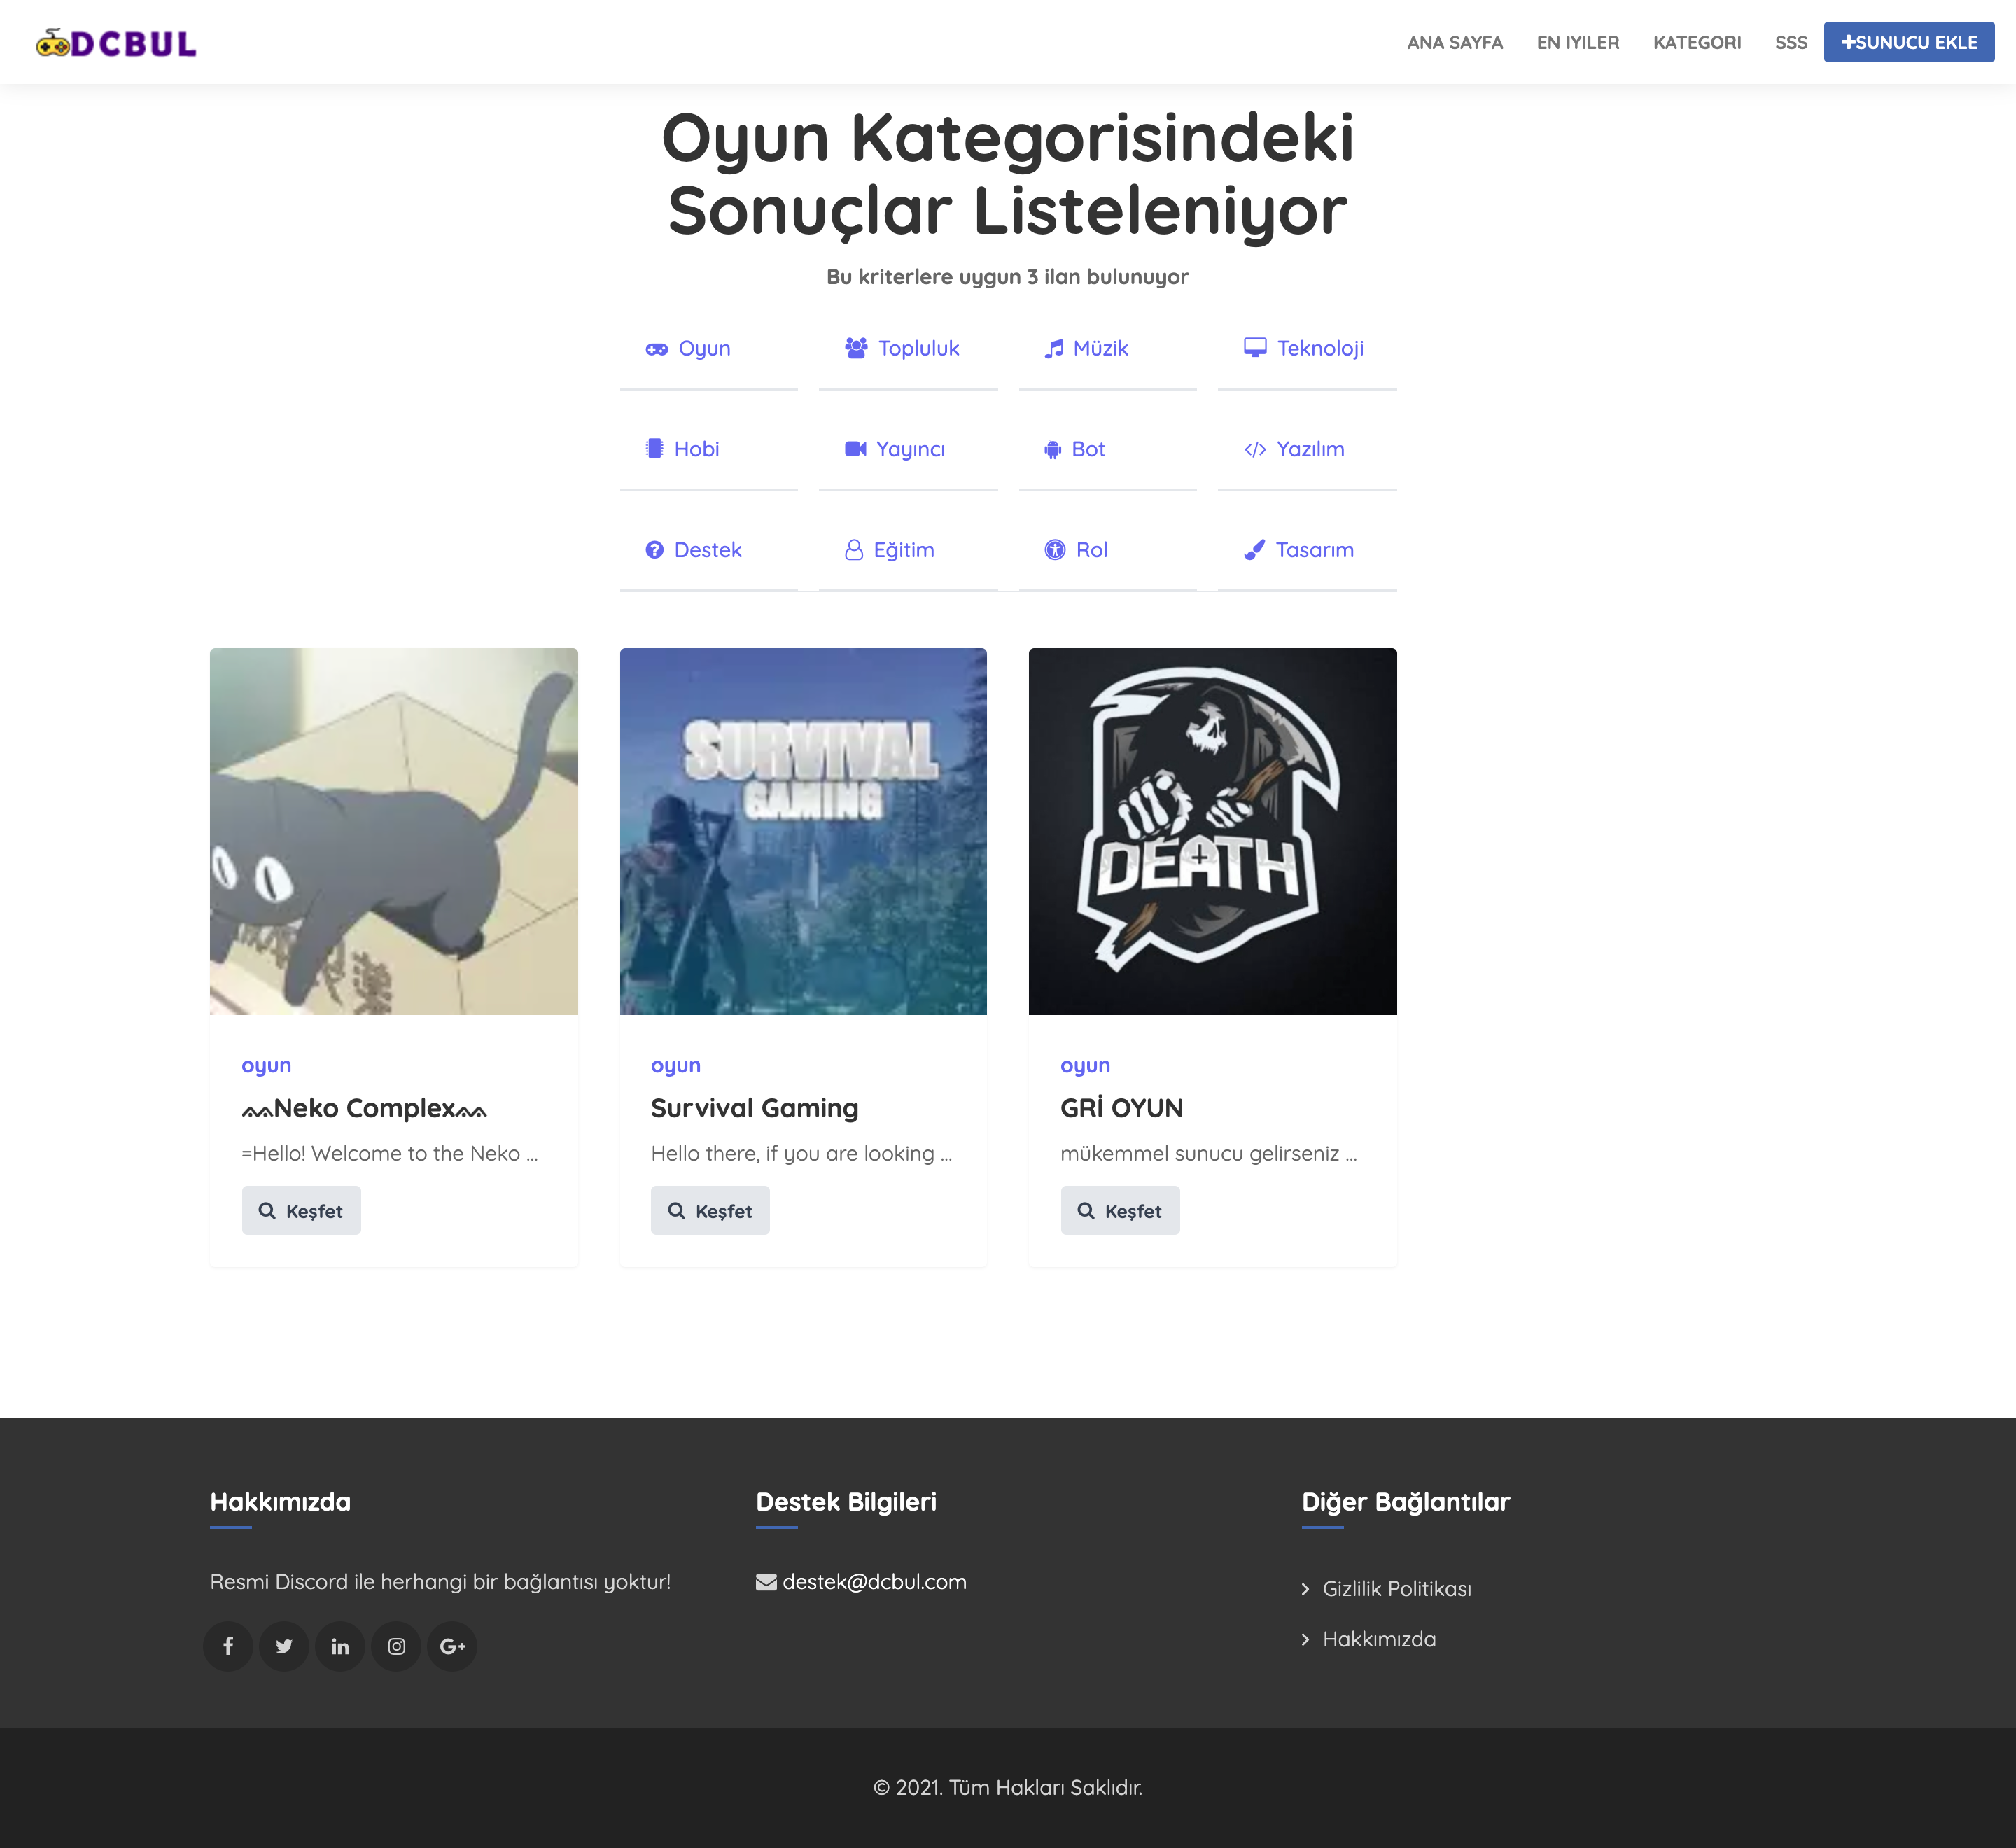 DCBUL
ANA SAYFA
EN IYILER
KATEGORI
SSS
SUNUCU EKLE
Oyun Kategorisindeki
Sonuçlar Listeleniyor
Bu kriterlere uygun 3 ilan bulunuyor
Oyun
Topluluk
Müzik
Teknoloji
Hobi
Yayıncı
Bot
Yazılım
Destek
Eğitim
Rol
Tasarım
SURVIVAL
GAMING
DEATH
oyun
ᨒNeko Complexᨒ
=Hello! Welcome to the Neko ...
Keşfet
oyun
Survival Gaming
Hello there, if you are looking ...
Keşfet
oyun
GRİ OYUN
mükemmel sunucu gelirseniz ...
Keşfet
Hakkımızda
Resmi Discord ile herhangi bir bağlantısı yoktur!
Destek Bilgileri
destek@dcbul.com
Diğer Bağlantılar
Gizlilik Politikası
Hakkımızda
© 2021. Tüm Hakları Saklıdır.